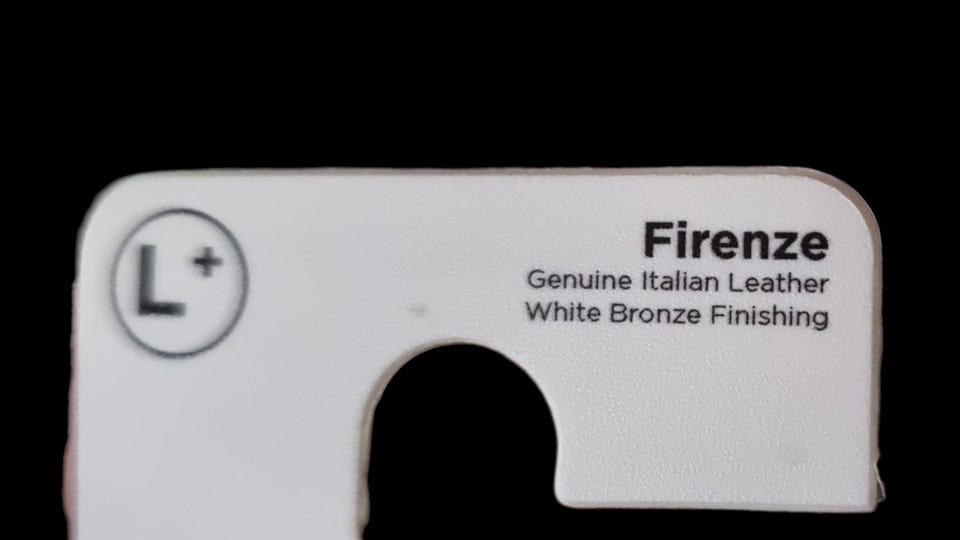 L+
Firenze
Genuine Italian Leather
White Bronze Finishing